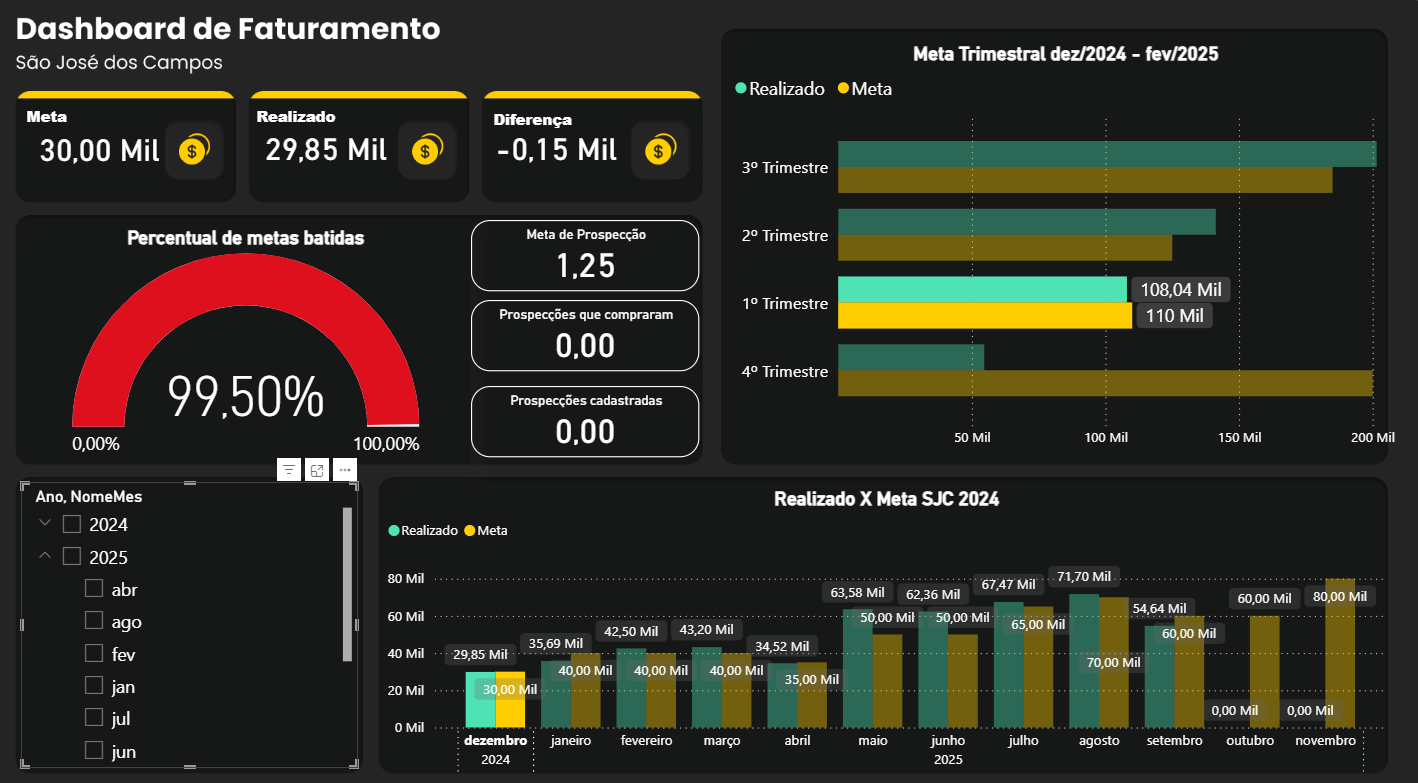 Dashboard de Faturamento
São José dos Campos
Meta
30,00 Mil
Realizado
29,85 Mil
Diferença
-0,15 Mil
Percentual de metas batidas
99,50%
0,00%
100,00%
Meta de Prospecção
1,25
Prospecções que compraram
0,00
Prospecções cadastradas
0,00
Meta Trimestral dez/2024 - fev/2025
Realizado Meta
3º Trimestre
2º Trimestre
1º Trimestre
108,04 Mil
110 Mil
4º Trimestre
50 Mil 100 Mil 150 Mil 200 Mil
Ano, NomeMes
2024
2025
abr
ago
fev
jan
jul
jun
Realizado X Meta SJC 2024
Realizado Meta
80 Mil
60 Mil
40 Mil
20 Mil
0 Mil
29,85 Mil
30,00 Mil
35,69 Mil
40,00 Mil
42,50 Mil
40,00 Mil
43,20 Mil
40,00 Mil
34,52 Mil
35,00 Mil
63,58 Mil
50,00 Mil
62,36 Mil
50,00 Mil
67,47 Mil
65,00 Mil
71,70 Mil
70,00 Mil
54,64 Mil
60,00 Mil
0,00 Mil
60,00 Mil
0,00 Mil
80,00 Mil
dezembro janeiro fevereiro março abril maio junho julho agosto setembro outubro novembro
2024 2025